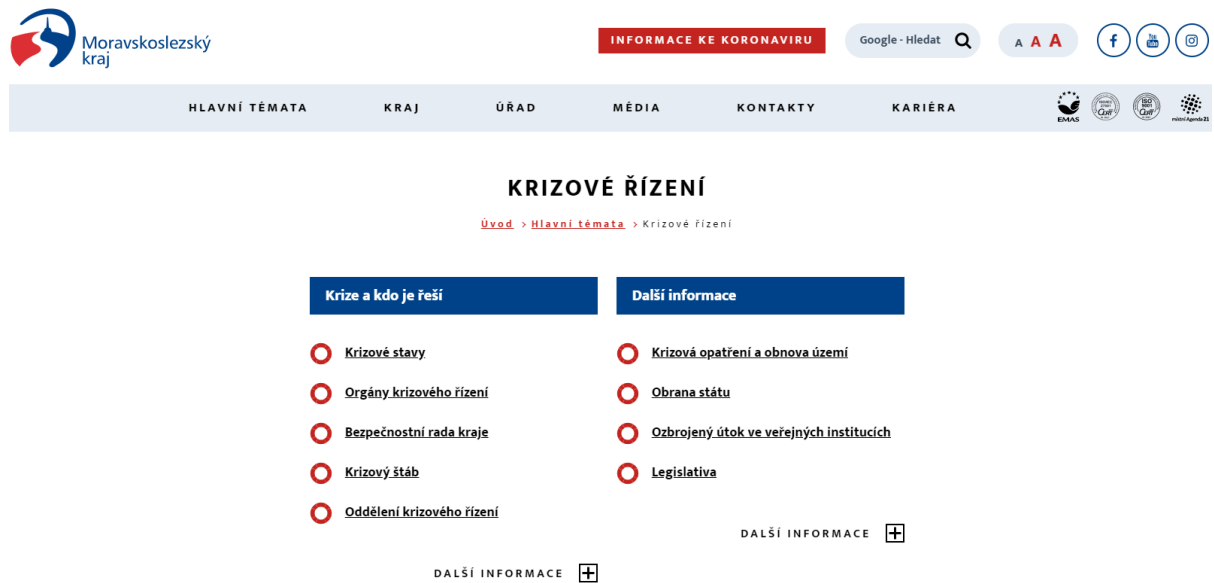 Moravskoslezský
kraj
INFORMACE KE KORONAVIRU
Google - Hledat
A A A
HLAVNÍ TÉMATA KRAJ ÚŘAD MÉDIA KONTAKTY KARIÉRA
EMAS
ISO
9001
místní Agenda21
KRIZOVÉ ŘÍZENÍ
Úvod > Hlavní témata > Krizové řízení
Krize a kdo je řeší
Krizové stavy
Orgány krizového řízení
Bezpečnostní rada kraje
Krizový štáb
Oddělení krizového řízení
DALŠÍ INFORMACE
Další informace
Krizová opatření a obnova území
Obrana státu
Ozbrojený útok ve veřejných institucích
Legislativa
DALŠÍ INFORMACE